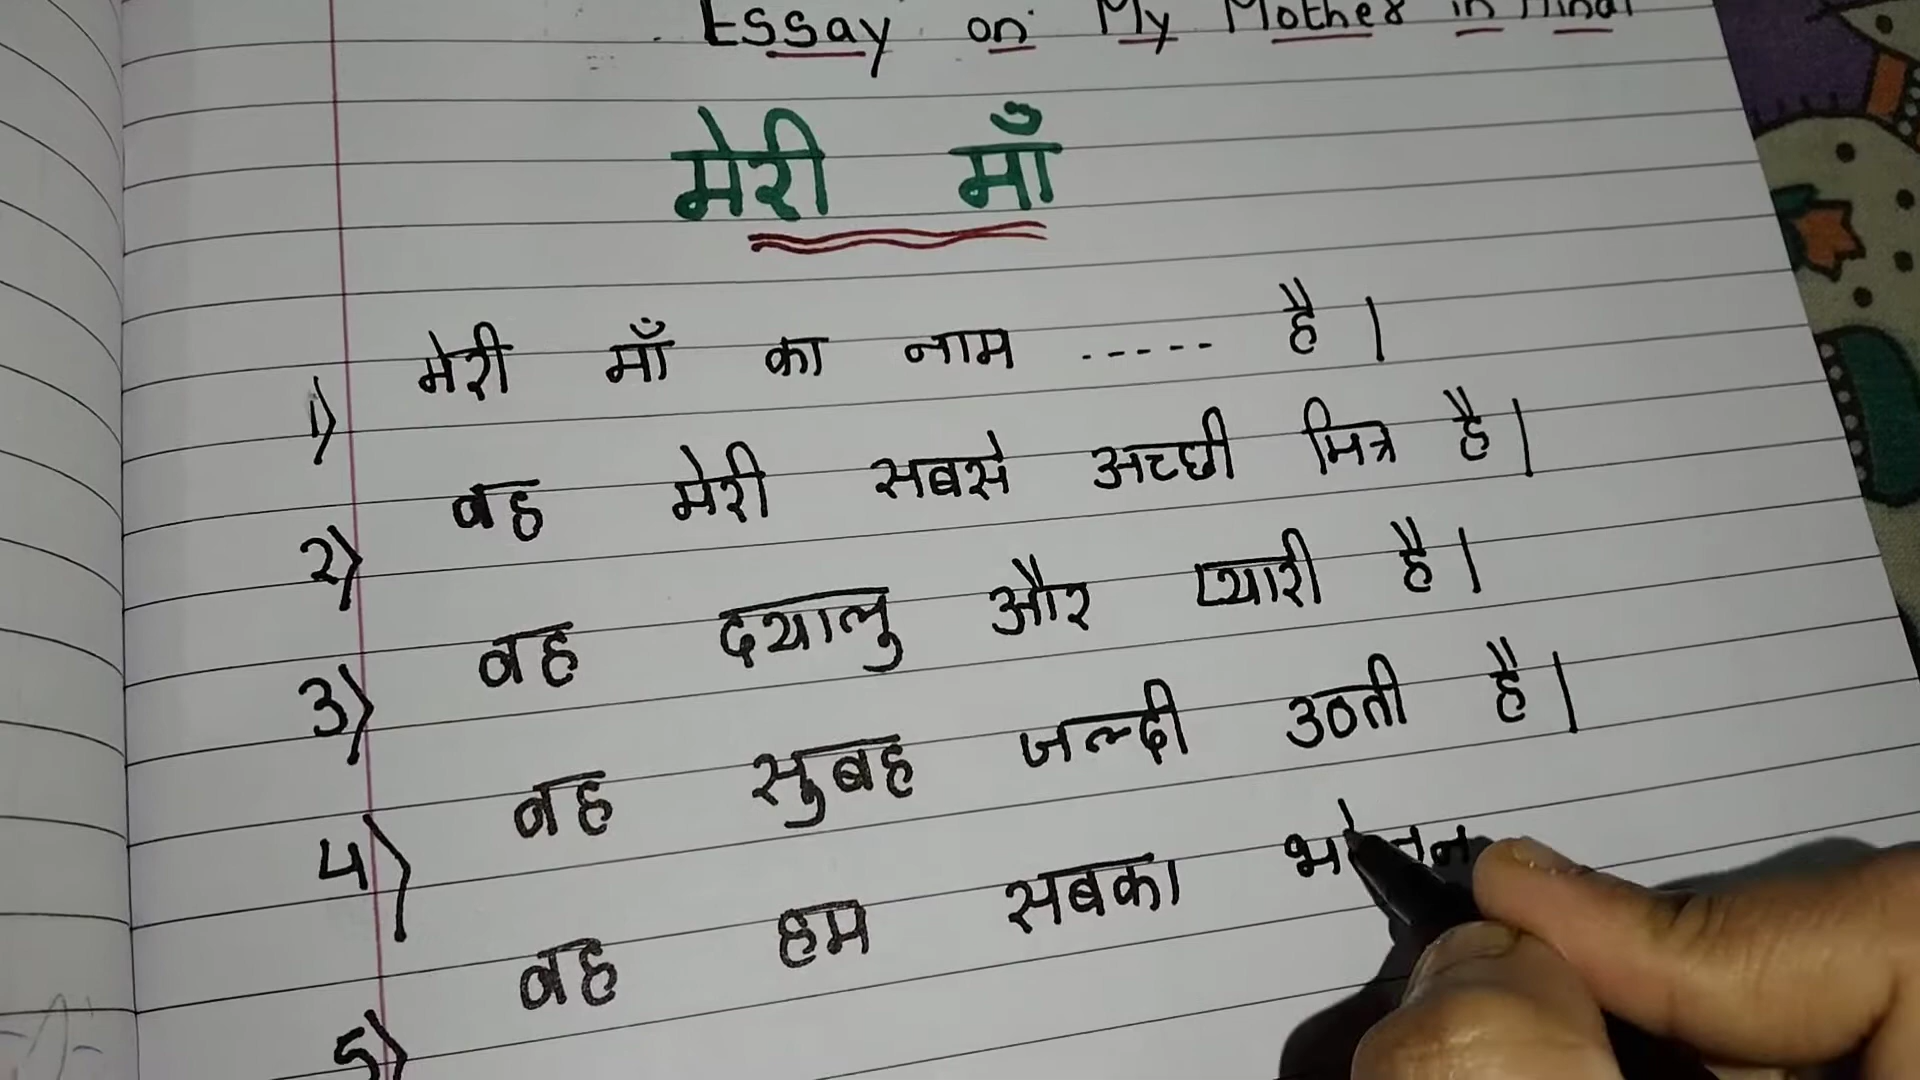 Essay on My Mother in Hindi
मेरी माँ
1) मेरी माँ का नाम ..... है।
2) वह मेरी सबसे अच्छी मित्र है।
3) वह दयालु और प्यारी है।
4) वह सुबह जल्दी उठती है।
5) वह हम सबका